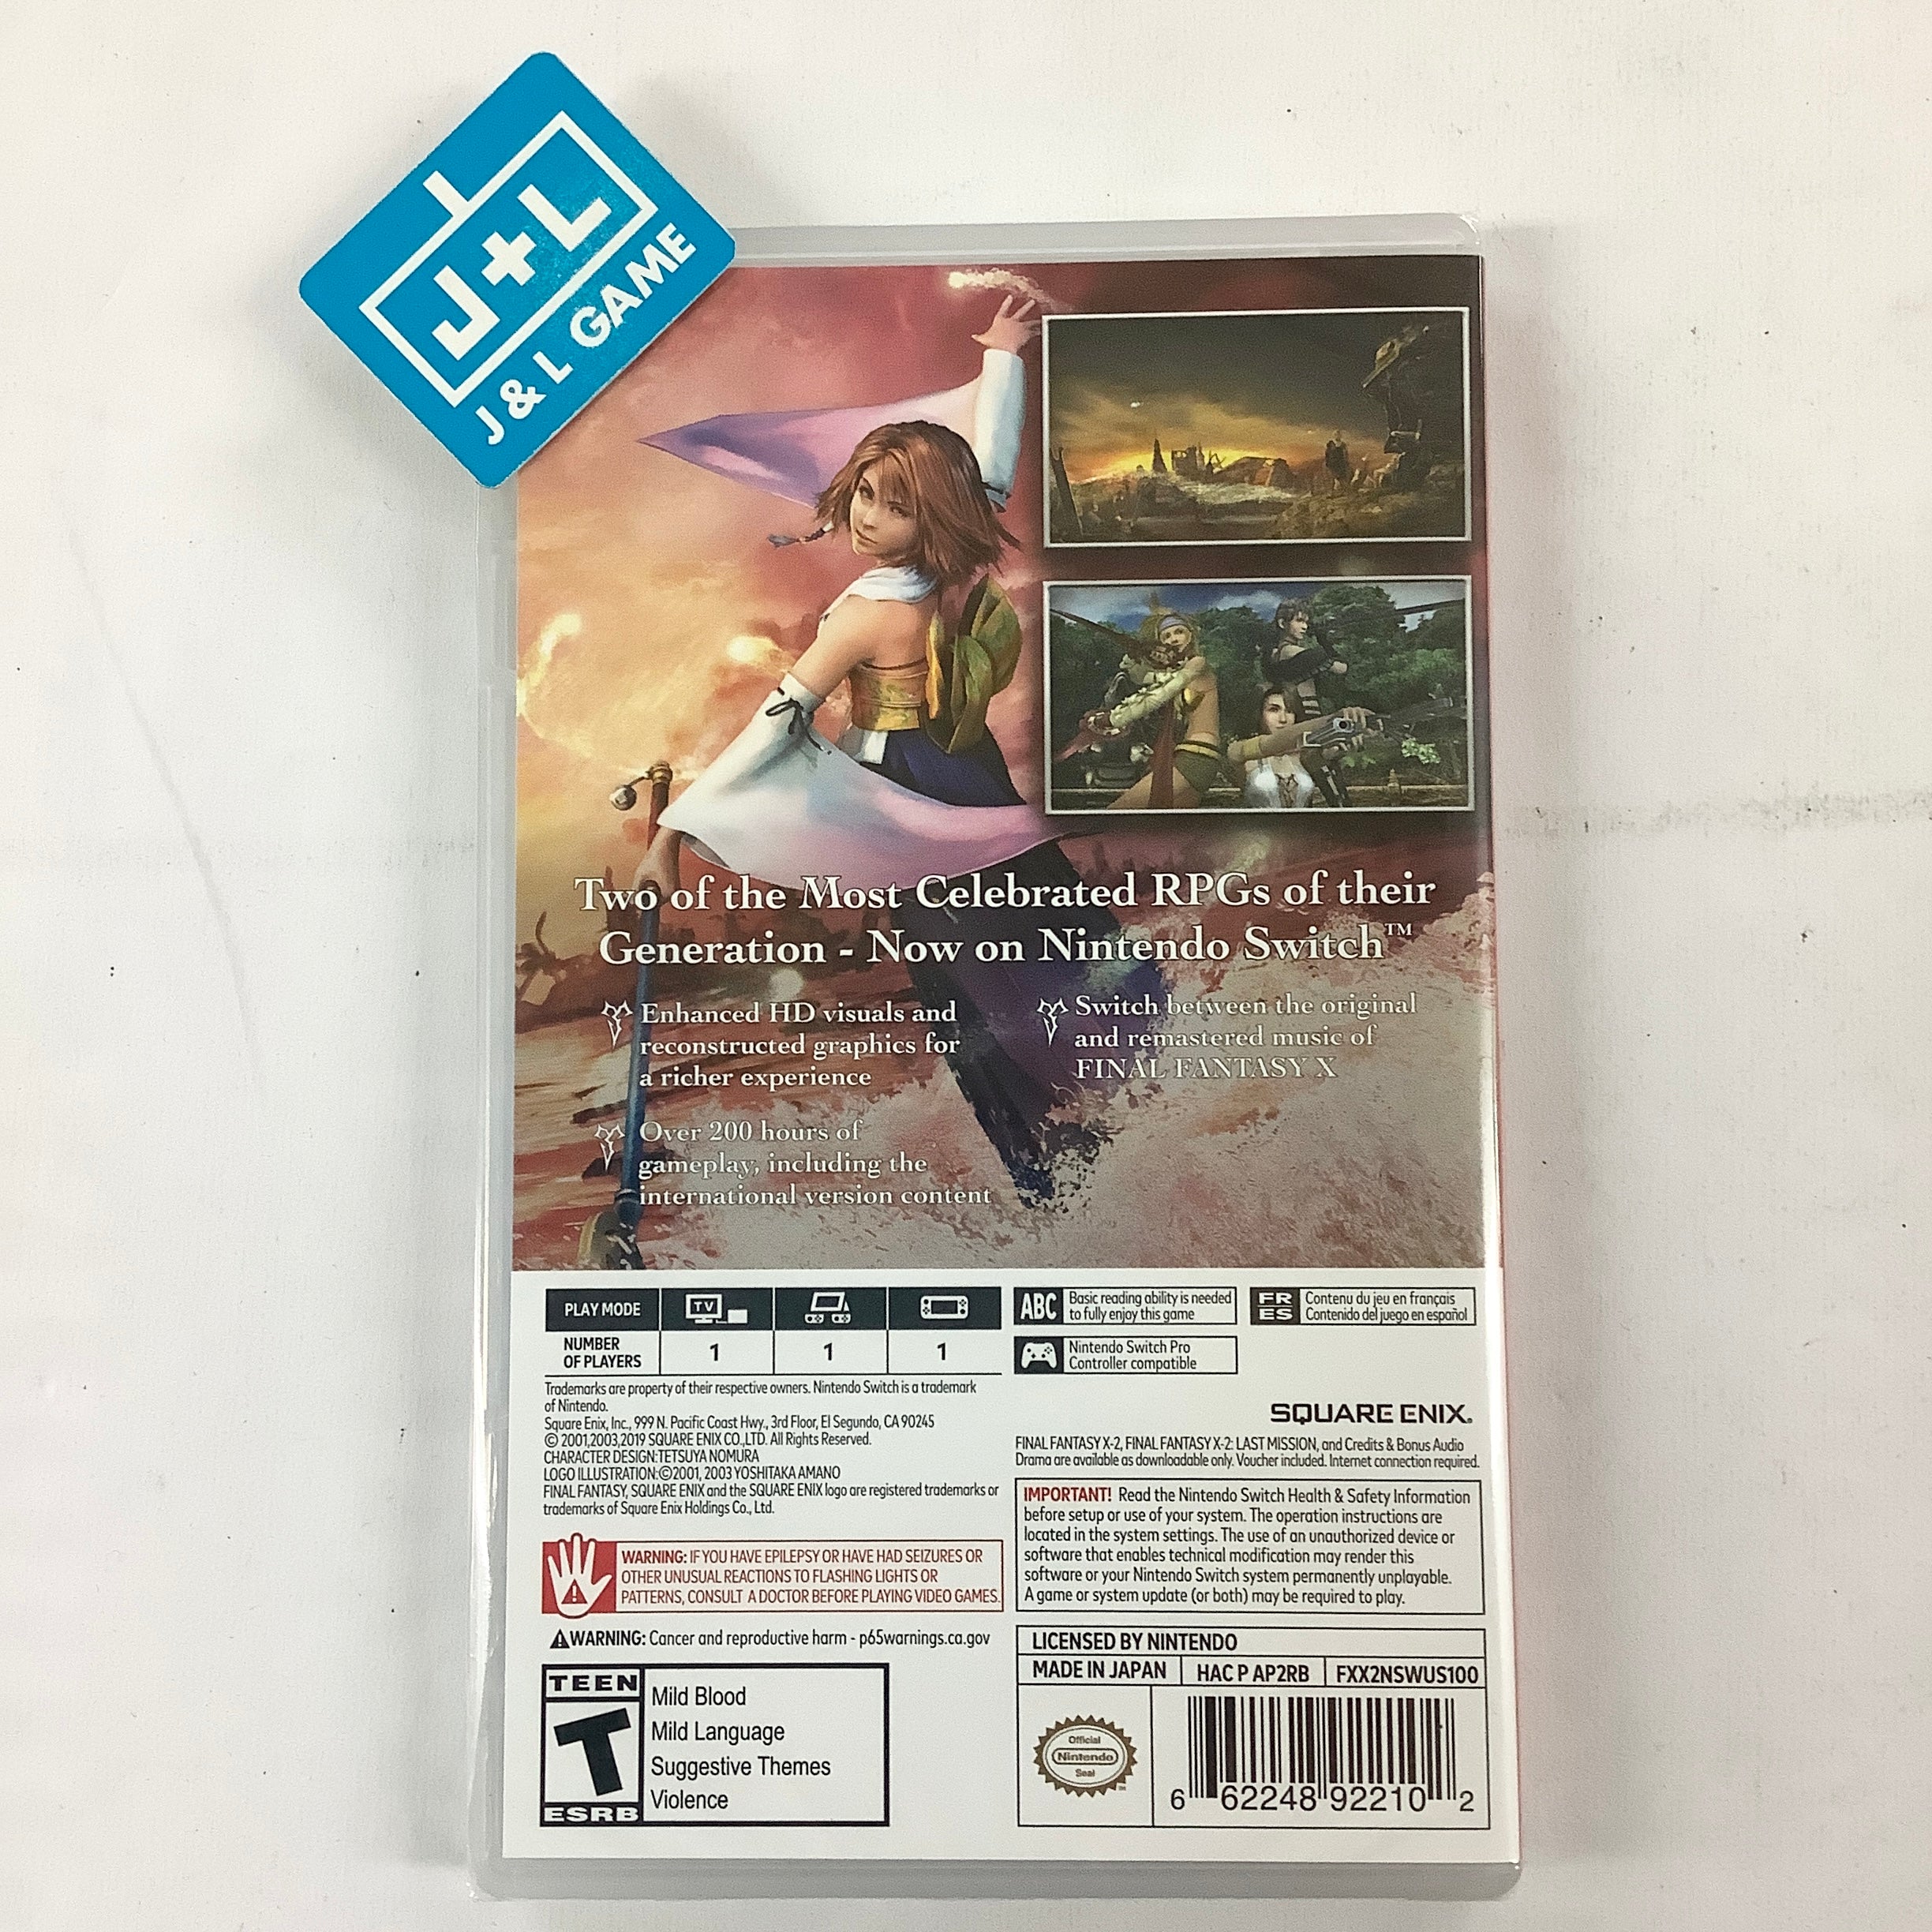 J+L
J & L GAME
Two of the Most Celebrated RPGs of their
Generation - Now on Nintendo Switch™
Enhanced HD visuals and
reconstructed graphics for
a richer experience
Over 200 hours of
gameplay, including the
international version content
Switch between the original
and remastered music of
FINAL FANTASY X
PLAY MODE
TV
NUMBER
OF PLAYERS
1
1
1
ABC
Basic reading ability is needed
to fully enjoy this game
FR
ES
Contenu du jeu en français
Contenido del juego en español
Nintendo Switch Pro
Controller compatible
Trademarks are property of their respective owners. Nintendo Switch is a trademark
of Nintendo.
Square Enix, Inc., 999 N. Pacific Coast Hwy., 3rd Floor, El Segundo, CA 90245
© 2001,2003,2019 SQUARE ENIX CO.,LTD. All Rights Reserved.
CHARACTER DESIGN:TETSUYA NOMURA
LOGO ILLUSTRATION:©2001, 2003 YOSHITAKA AMANO
FINAL FANTASY, SQUARE ENIX and the SQUARE ENIX logo are registered trademarks or
trademarks of Square Enix Holdings Co., Ltd.
SQUARE ENIX.
FINAL FANTASY X-2, FINAL FANTASY X-2: LAST MISSION, and Credits & Bonus Audio
Drama are available as downloadable only. Voucher included. Internet connection required.
IMPORTANT! Read the Nintendo Switch Health & Safety Information
before setup or use of your system. The operation instructions are
located in the system settings. The use of an unauthorized device or
software that enables technical modification may render this
software or your Nintendo Switch system permanently unplayable.
A game or system update (or both) may be required to play.
WARNING: IF YOU HAVE EPILEPSY OR HAVE HAD SEIZURES OR
OTHER UNUSUAL REACTIONS TO FLASHING LIGHTS OR
PATTERNS, CONSULT A DOCTOR BEFORE PLAYING VIDEO GAMES.
WARNING: Cancer and reproductive harm - p65warnings.ca.gov
TEEN
T
ESRB
Mild Blood
Mild Language
Suggestive Themes
Violence
LICENSED BY NINTENDO
MADE IN JAPAN
HAC P AP2RB
FXX2NSWUS100
Official
Nintendo
Seal
6 62248 92210 2